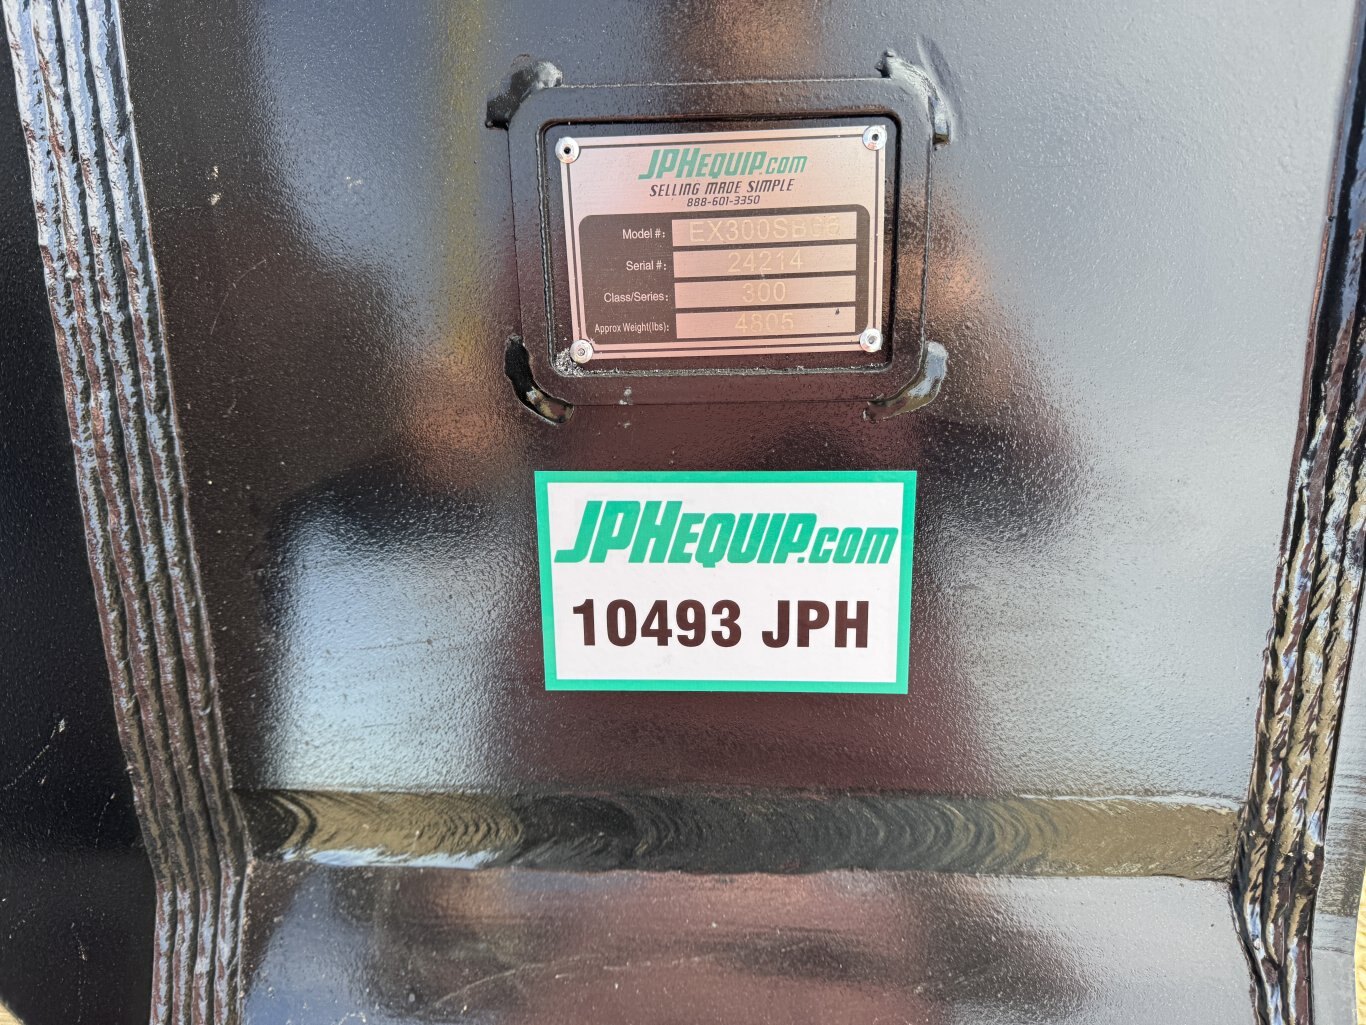 JPHEQUIP.com
SELLING MADE SIMPLE
888-601-3350
Model #:
Serial #: 24214
Class/Series: 300
Approx Weight(lbs): 4805
JPHEQUIP.com
10493 JPH